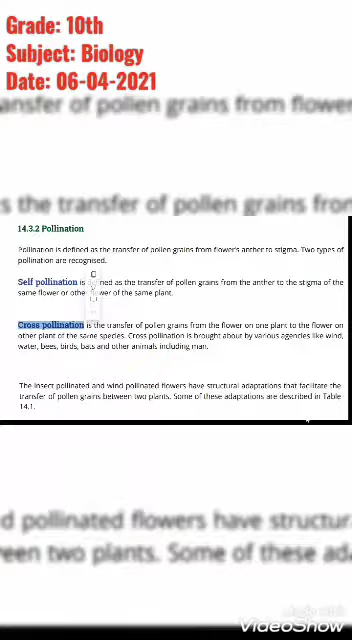 Grade: 10th
Subject: Biology
Date: 06-04-2021
ansfer of pollen grains from flower
s the transfer of pollen grains fron
14.3.2 Pollination
Pollination is defined as the transfer of pollen grains from flower's anther to stigma. Two types of
pollination are recognised.
Self pollination is defined as the transfer of pollen grains from the anther to the stigma of the
same flower or other flower of the same plant.
Cross pollination is the transfer of pollen grains from the flower on one plant to the flower on
other plant of the same species. Cross pollination is brought about by various agencies like wind,
water, bees, birds, bats and other animals including man.
The insect pollinated and wind pollinated flowers have structural adaptations that facilitate the
transfer of pollen grains between two plants. Some of these adaptations are described in Table
14.1.
d pollinated flowers have structur
een two plants. Some of these ada
VideoShow